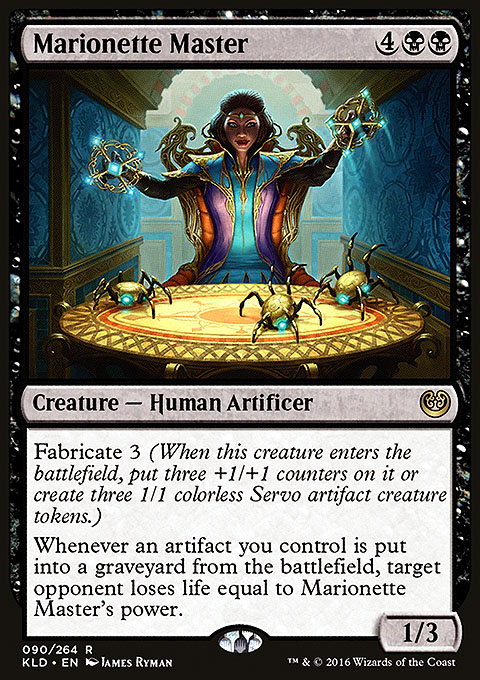 Marionette Master 4
Creature — Human Artificer
Fabricate 3 (When this creature enters the
battlefield, put three +1/+1 counters on it or
create three 1/1 colorless Servo artifact creature
tokens.)
Whenever an artifact you control is put
into a graveyard from the battlefield, target
opponent loses life equal to Marionette
Master's power.
1/3
090/264 R
KLD • EN James Ryman
™ & © 2016 Wizards of the Coast